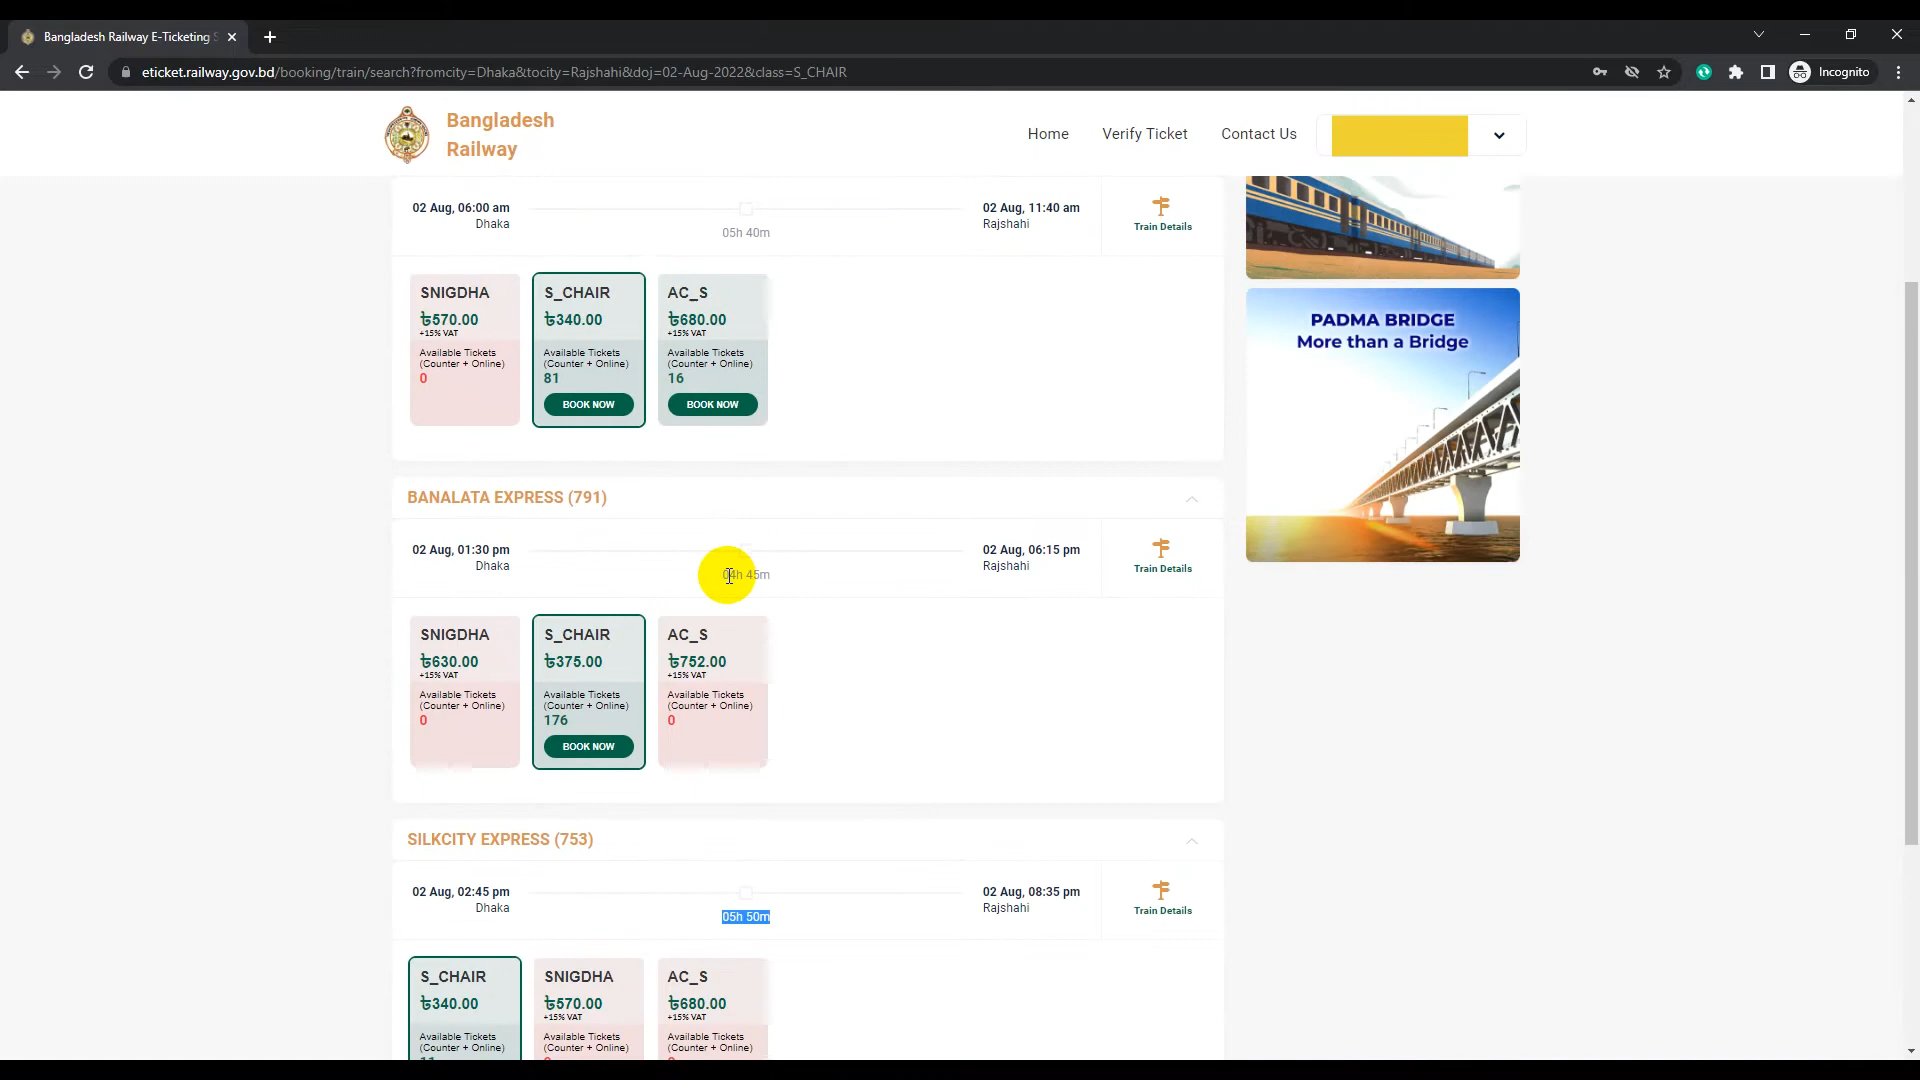 Bangladesh Railway E-Ticketing S
eticket.railway.gov.bd/booking/train/search?fromcity=Dhaka&tocity=Rajshahi&doj=02-Aug-2022&class=S_CHAIR
Incognito
Bangladesh
Railway
Home
Verify Ticket
Contact Us
02 Aug, 06:00 am
Dhaka
05h 40m
02 Aug, 11:40 am
Rajshahi
Train Details
SNIGDHA
৳570.00
+15% VAT
Available Tickets
(Counter + Online)
0
S_CHAIR
৳340.00
Available Tickets
(Counter + Online)
81
BOOK NOW
AC_S
৳680.00
+15% VAT
Available Tickets
(Counter + Online)
16
BOOK NOW
PADMA BRIDGE
More than a Bridge
BANALATA EXPRESS (791)
02 Aug, 01:30 pm
Dhaka
04h 45m
02 Aug, 06:15 pm
Rajshahi
Train Details
SNIGDHA
৳630.00
+15% VAT
Available Tickets
(Counter + Online)
0
S_CHAIR
৳375.00
Available Tickets
(Counter + Online)
176
BOOK NOW
AC_S
৳752.00
+15% VAT
Available Tickets
(Counter + Online)
0
SILKCITY EXPRESS (753)
02 Aug, 02:45 pm
Dhaka
05h 50m
02 Aug, 08:35 pm
Rajshahi
Train Details
S_CHAIR
৳340.00
Available Tickets
(Counter + Online)
SNIGDHA
৳570.00
+15% VAT
Available Tickets
(Counter + Online)
AC_S
৳680.00
+15% VAT
Available Tickets
(Counter + Online)